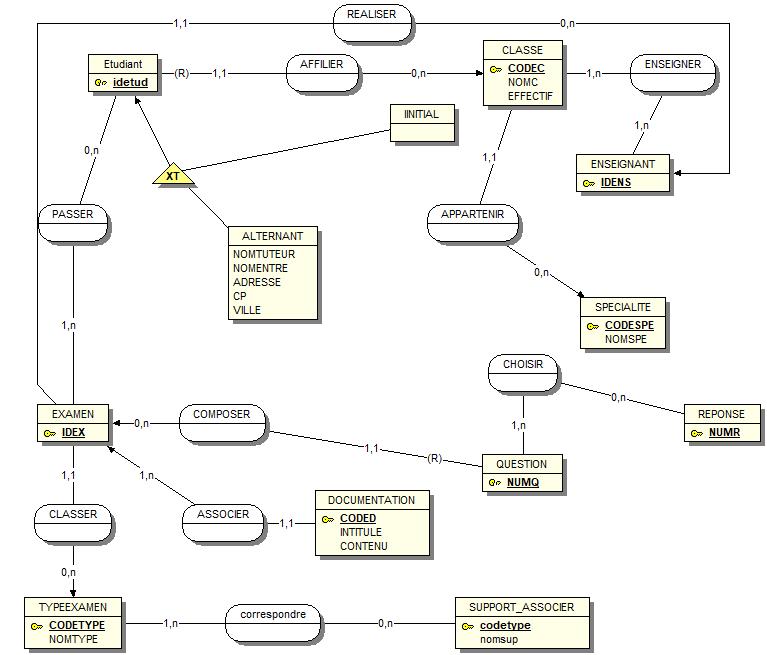 REALISER
1,1
0,n
Etudiant
idetud
(R)
1,1
AFFILIER
0,n
CLASSE
CODEC
NOMC
EFFECTIF
1,n
ENSEIGNER
IINITIAL
0,n
1,n
1,1
ENSEIGNANT
IDENS
XT
PASSER
APPARTENIR
ALTERNANT
NOMTUTEUR
NOMENTRE
ADRESSE
CP
VILLE
0,n
SPECIALITE
CODESPE
NOMSPE
1,n
CHOISIR
0,n
EXAMEN
IDEX
0,n
COMPOSER
REPONSE
NUMR
1,n
1,1
(R)
QUESTION
NUMQ
1,1
1,n
CLASSER
ASSOCIER
1,1
DOCUMENTATION
CODED
INTITULE
CONTENU
0,n
TYPEEXAMEN
CODETYPE
NOMTYPE
1,n
correspondre
0,n
SUPPORT_ASSOCIER
codetype
nomsup